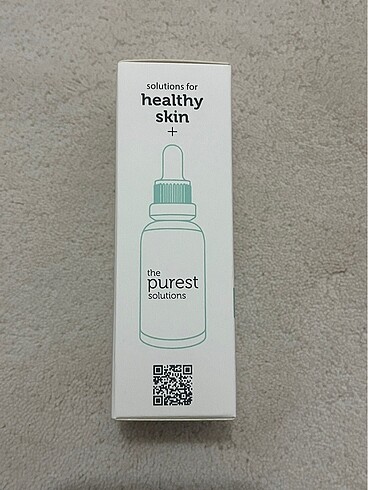 solutions for
healthy
skin
+
the
purest
solutions